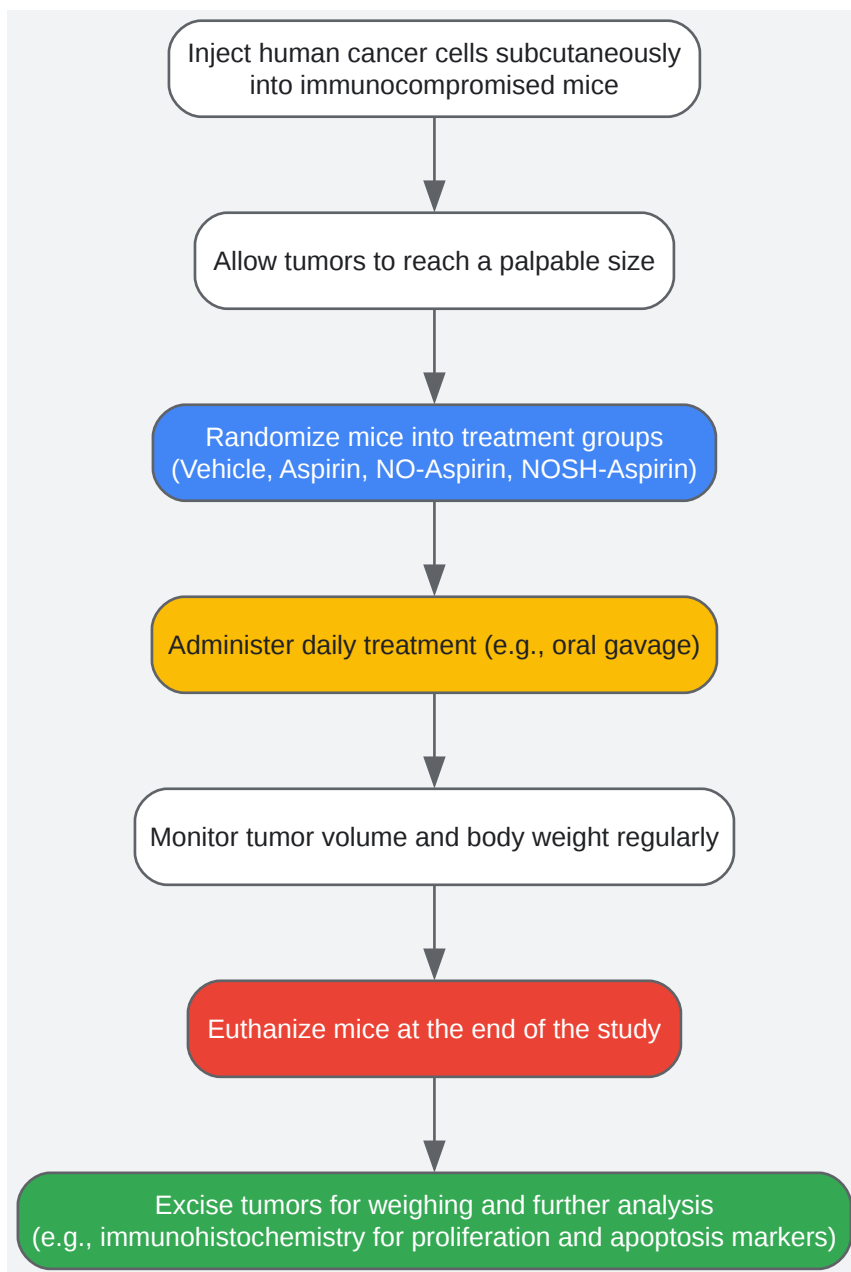 Inject human cancer cells subcutaneously
into immunocompromised mice
Allow tumors to reach a palpable size
Randomize mice into treatment groups
(Vehicle, Aspirin, NO-Aspirin, NOSH-Aspirin)
Administer daily treatment (e.g., oral gavage)
Monitor tumor volume and body weight regularly
Euthanize mice at the end of the study
Excise tumors for weighing and further analysis
(e.g., immunohistochemistry for proliferation and apoptosis markers)